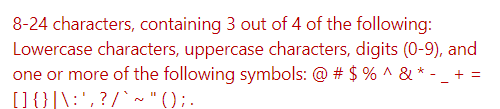 8-24 characters, containing 3 out of 4 of the following:
Lowercase characters, uppercase characters, digits (0-9), and
one or more of the following symbols: @ # $ % ^ & * - _ + =
[ ] { } | \ : ' , ? / ` ~ " ( ) ; .